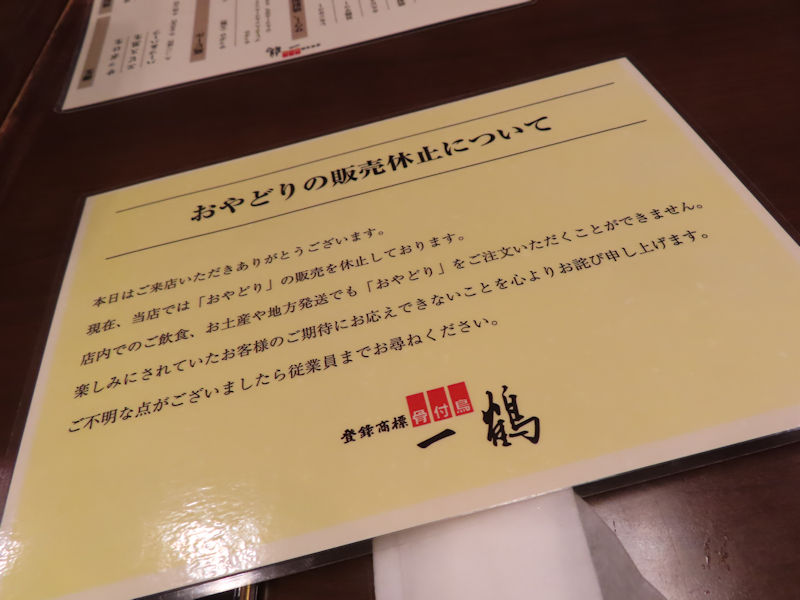 おやどりの販売休止について
本日はご来店いただきありがとうございます。
現在、当店では「おやどり」の販売を休止しております。
店内でのご飲食、お土産や地方発送でも「おやどり」をご注文いただくことができません。
楽しみにされていたお客様のご期待にお応えできないことを心よりお詫び申し上げます。
ご不明な点がございましたら従業員までお尋ねください。
登録商標 骨付鳥
一鶴